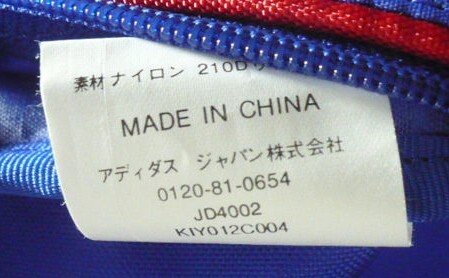 素材 ナイロン 210D
MADE IN CHINA
アディダス ジャパン株式会社
0120-81-0654
JD4002
KIY012C004